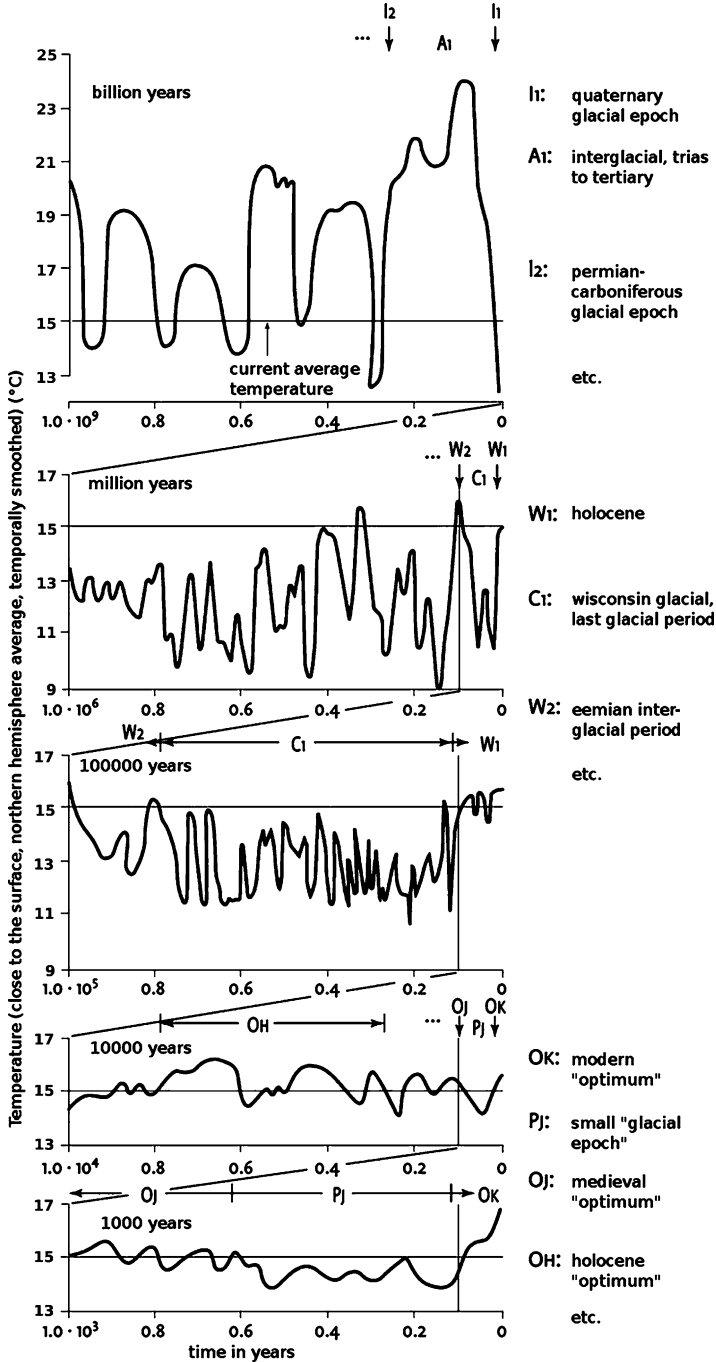 Temperature (close to the surface, northern hemisphere average, temporally smoothed) (°C)
I2 I1
... A1
25
23
21
19
17
15
13
billion years
current average
temperature
1.0 · 10⁹ 0.8 0.6 0.4 0.2 0
I1: quaternary
glacial epoch
A1: interglacial, trias
to tertiary
I2: permian-
carboniferous
glacial epoch
etc.
... W2 W1
C1
17
15
13
11
9
million years
1.0 · 10⁶ 0.8 0.6 0.4 0.2 0
W1: holocene
C1: wisconsin glacial,
last glacial period
W2: eemian inter-
glacial period
etc.
W2 C1 W1
17
15
13
11
9
100000 years
1.0 · 10⁵ 0.8 0.6 0.4 0.2 0
OH ... OJ OK
PJ
17
15
13
10000 years
1.0 · 10⁴ 0.8 0.6 0.4 0.2 0
OK: modern
"optimum"
PJ: small "glacial
epoch"
OJ: medieval
"optimum"
OH: holocene
"optimum"
etc.
OJ PJ OK
17
15
13
1000 years
1.0 · 10³ 0.8 0.6 0.4 0.2 0
time in years